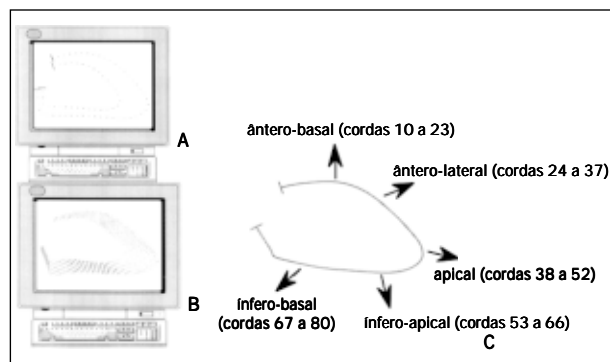 A
B
ântero-basal (cordas 10 a 23)
ântero-lateral (cordas 24 a 37)
apical (cordas 38 a 52)
ínfero-apical (cordas 53 a 66)
ínfero-basal
(cordas 67 a 80)
C